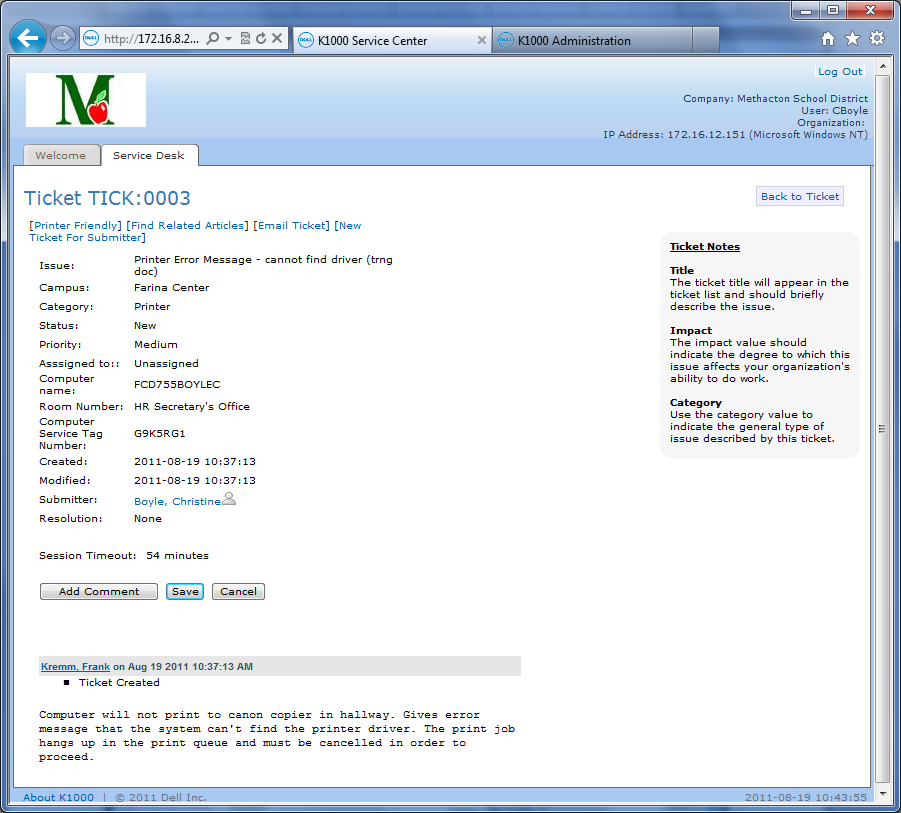 http://172.16.8.2...
K1000 Service Center
K1000 Administration
M
Log Out
Company: Methacton School District
User: CBoyle
Organization:
IP Address: 172.16.12.151 (Microsoft Windows NT)
Welcome
Service Desk
Ticket TICK:0003
Back to Ticket
[Printer Friendly] [Find Related Articles] [Email Ticket] [New
Ticket For Submitter]
Issue: Printer Error Message - cannot find driver (trng
doc)
Campus: Farina Center
Category: Printer
Status: New
Priority: Medium
Asssigned to:: Unassigned
Computer
name: FCD755BOYLEC
Room Number: HR Secretary's Office
Computer
Service Tag G9K5RG1
Number:
Created: 2011-08-19 10:37:13
Modified: 2011-08-19 10:37:13
Submitter: Boyle, Christine
Resolution: None
Session Timeout: 54 minutes
Add Comment Save Cancel
Ticket Notes
Title
The ticket title will appear in the
ticket list and should briefly
describe the issue.
Impact
The impact value should
indicate the degree to which this
issue affects your organization's
ability to do work.
Category
Use the category value to
indicate the general type of
issue described by this ticket.
Kremm, Frank on Aug 19 2011 10:37:13 AM
Ticket Created
Computer will not print to canon copier in hallway. Gives error
message that the system can't find the printer driver. The print job
hangs up in the print queue and must be cancelled in order to
proceed.
About K1000 | © 2011 Dell Inc.
2011-08-19 10:43:55